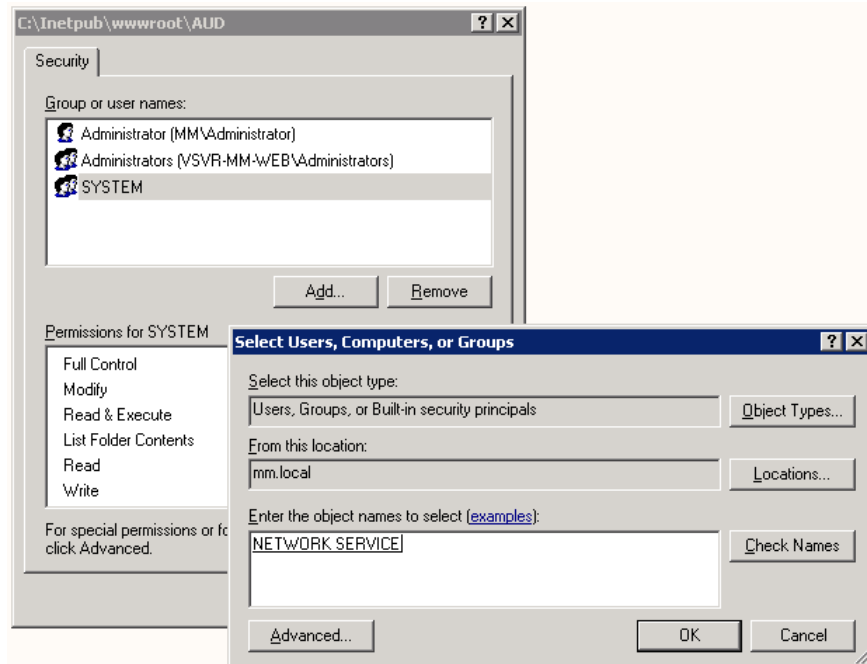 C:\Inetpub\wwwroot\AUD
Security
Group or user names:
Administrator (MM\Administrator)
Administrators (VSVR-MM-WEB\Administrators)
SYSTEM
Add...
Remove
Permissions for SYSTEM
Full Control
Modify
Read & Execute
List Folder Contents
Read
Write
For special permissions or fo
click Advanced.
Select Users, Computers, or Groups
Select this object type:
Users, Groups, or Built-in security principals
Object Types...
From this location:
mm.local
Locations...
Enter the object names to select (examples):
NETWORK SERVICE
Check Names
Advanced...
OK
Cancel